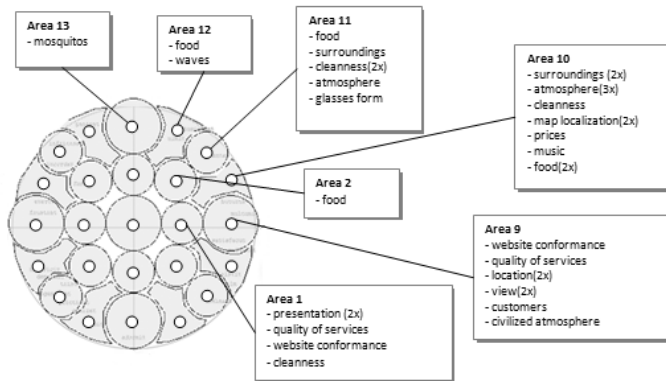 Area 13
- mosquitos
Area 12
- food
- waves
Area 11
- food
- surroundings
- cleanness(2x)
- atmosphere
- glasses form
Area 10
- surroundings (2x)
- atmosphere(3x)
- cleanness
- map localization(2x)
- prices
- music
- food(2x)
Area 2
- food
Area 9
- website conformance
- quality of services
- location(2x)
- view(2x)
- customers
- civilized atmosphere
Area 1
- presentation (2x)
- quality of services
- website conformance
- cleanness